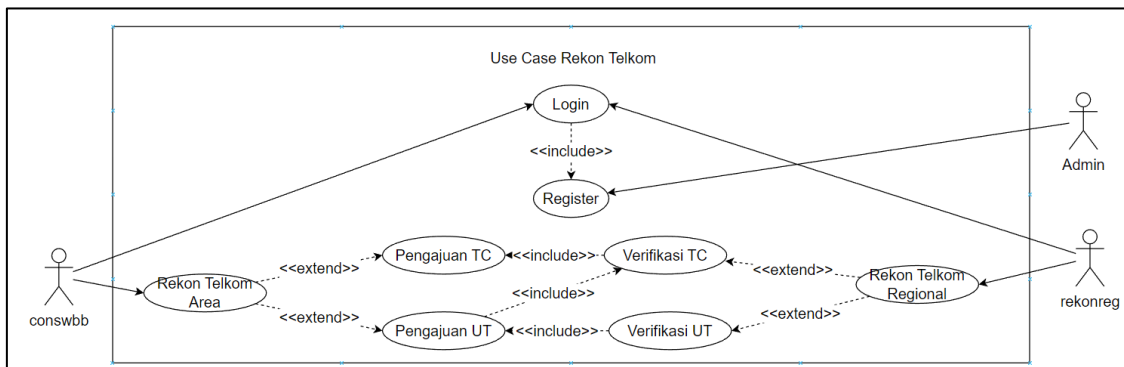 Use Case Rekon Telkom
Login
<<include>>
Admin
Register
Pengajuan TC
<<include>>
Verifikasi TC
<<extend>>
<<extend>>
Rekon Telkom
Area
<<include>>
Rekon Telkom
Regional
conswbb
rekonreg
<<extend>>
<<extend>>
Pengajuan UT
<<include>>
Verifikasi UT